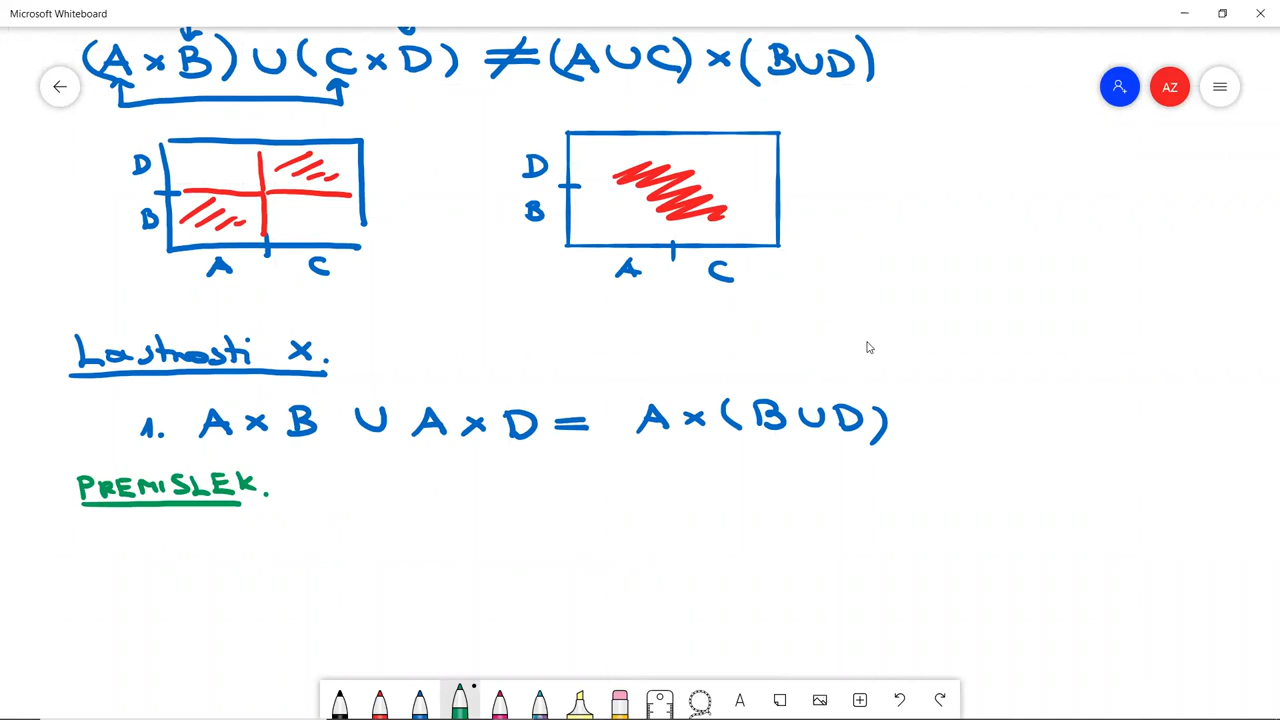 Microsoft Whiteboard
(A × B) ∪ (C × D) ≠ (A ∪ C) × (B ∪ D)
AZ
D
B
A C
D
B
A C
Lastnosti ×.
1. A × B ∪ A × D = A × (B ∪ D)
PREMISLEK.
A